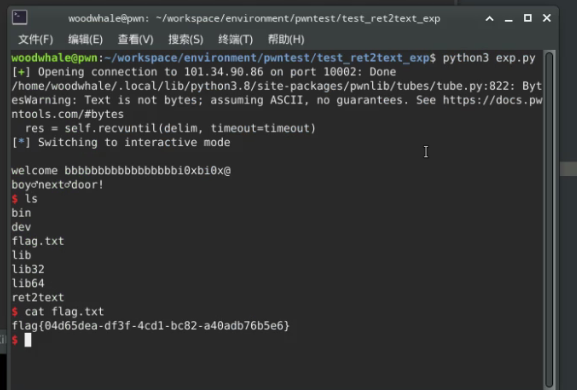 woodwhale@pwn: ~/workspace/environment/pwntest/test_ret2text_exp
文件(F) 编辑(E) 查看(V) 搜索(S) 终端(T) 帮助(H)
woodwhale@pwn:~/workspace/environment/pwntest/test_ret2text_exp$ python3 exp.py
[+] Opening connection to 101.34.90.86 on port 10002: Done
/home/woodwhale/.local/lib/python3.8/site-packages/pwnlib/tubes/tube.py:822: Byt
esWarning: Text is not bytes; assuming ASCII, no guarantees. See https://docs.pw
ntools.com/#bytes
res = self.recvuntil(delim, timeout=timeout)
[*] Switching to interactive mode
welcome bbbbbbbbbbbbbbbbbi0xbi0x@
boy♂next♂door!
$ ls
bin
dev
flag.txt
lib
lib32
lib64
ret2text
$ cat flag.txt
flag{04d65dea-df3f-4cd1-bc82-a40adb76b5e6}
$